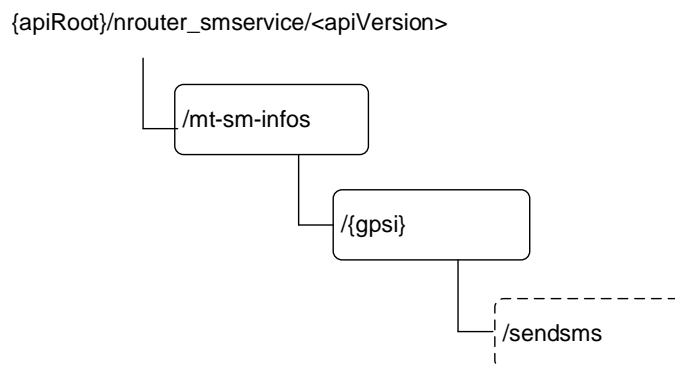 {apiRoot}/nrouter_smservice/<apiVersion>
/mt-sm-infos
/{gpsi}
/sendsms